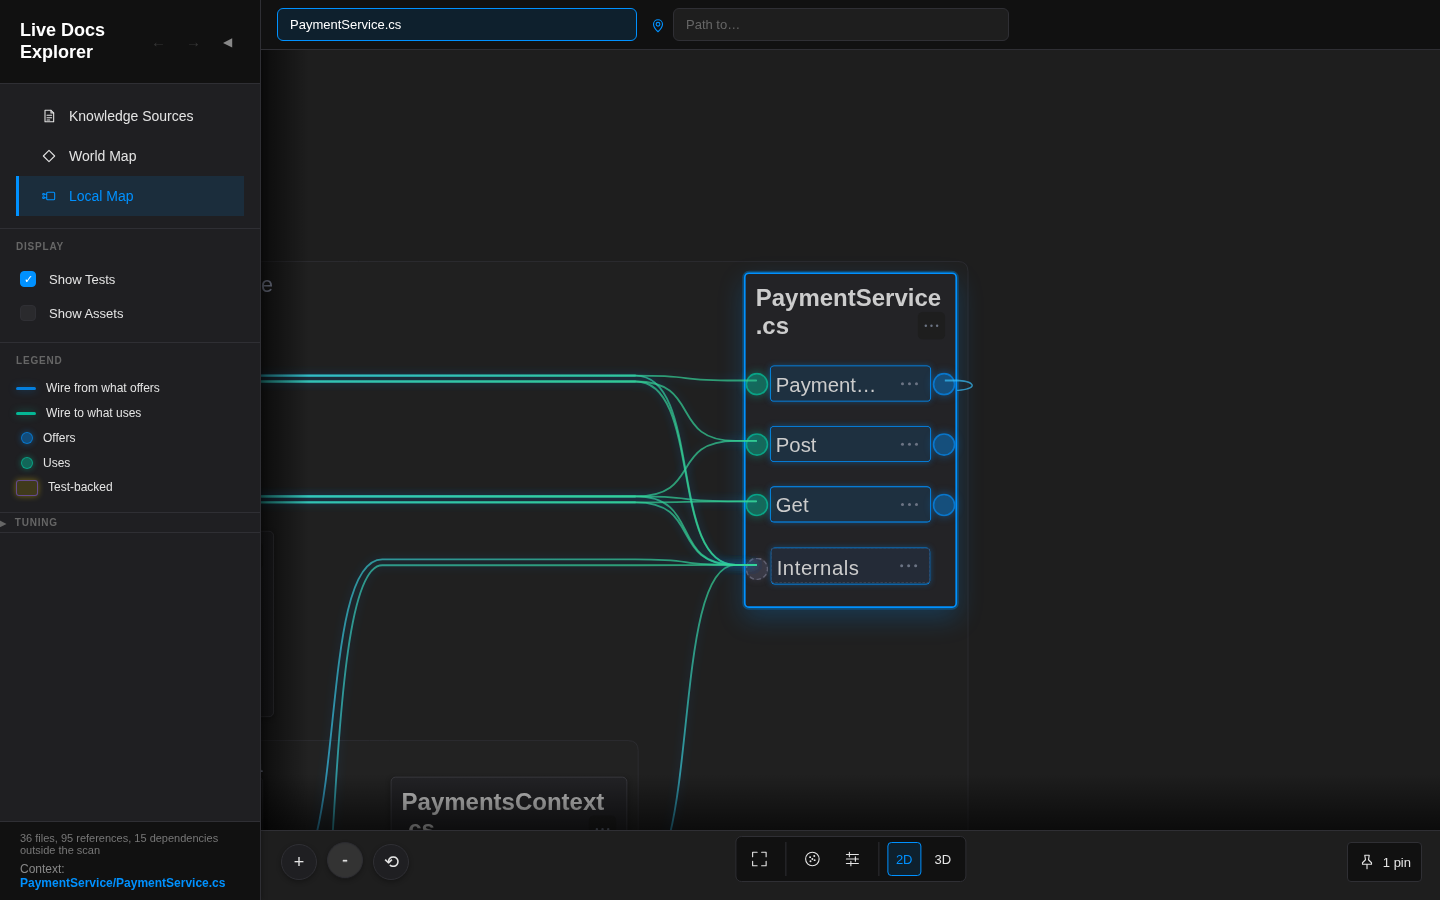 Live Docs
Explorer
← → ◀
PaymentService.cs
Path to…
Knowledge Sources
World Map
Local Map
DISPLAY
Show Tests
Show Assets
LEGEND
Wire from what offers
Wire to what uses
Offers
Uses
Test-backed
TUNING
36 files, 95 references, 15 dependencies
outside the scan
Context:
PaymentService/PaymentService.cs
e
PaymentService
.cs
Payment…
Post
Get
Internals
PaymentsContext
.cs
+ - ⟲
2D 3D
1 pin